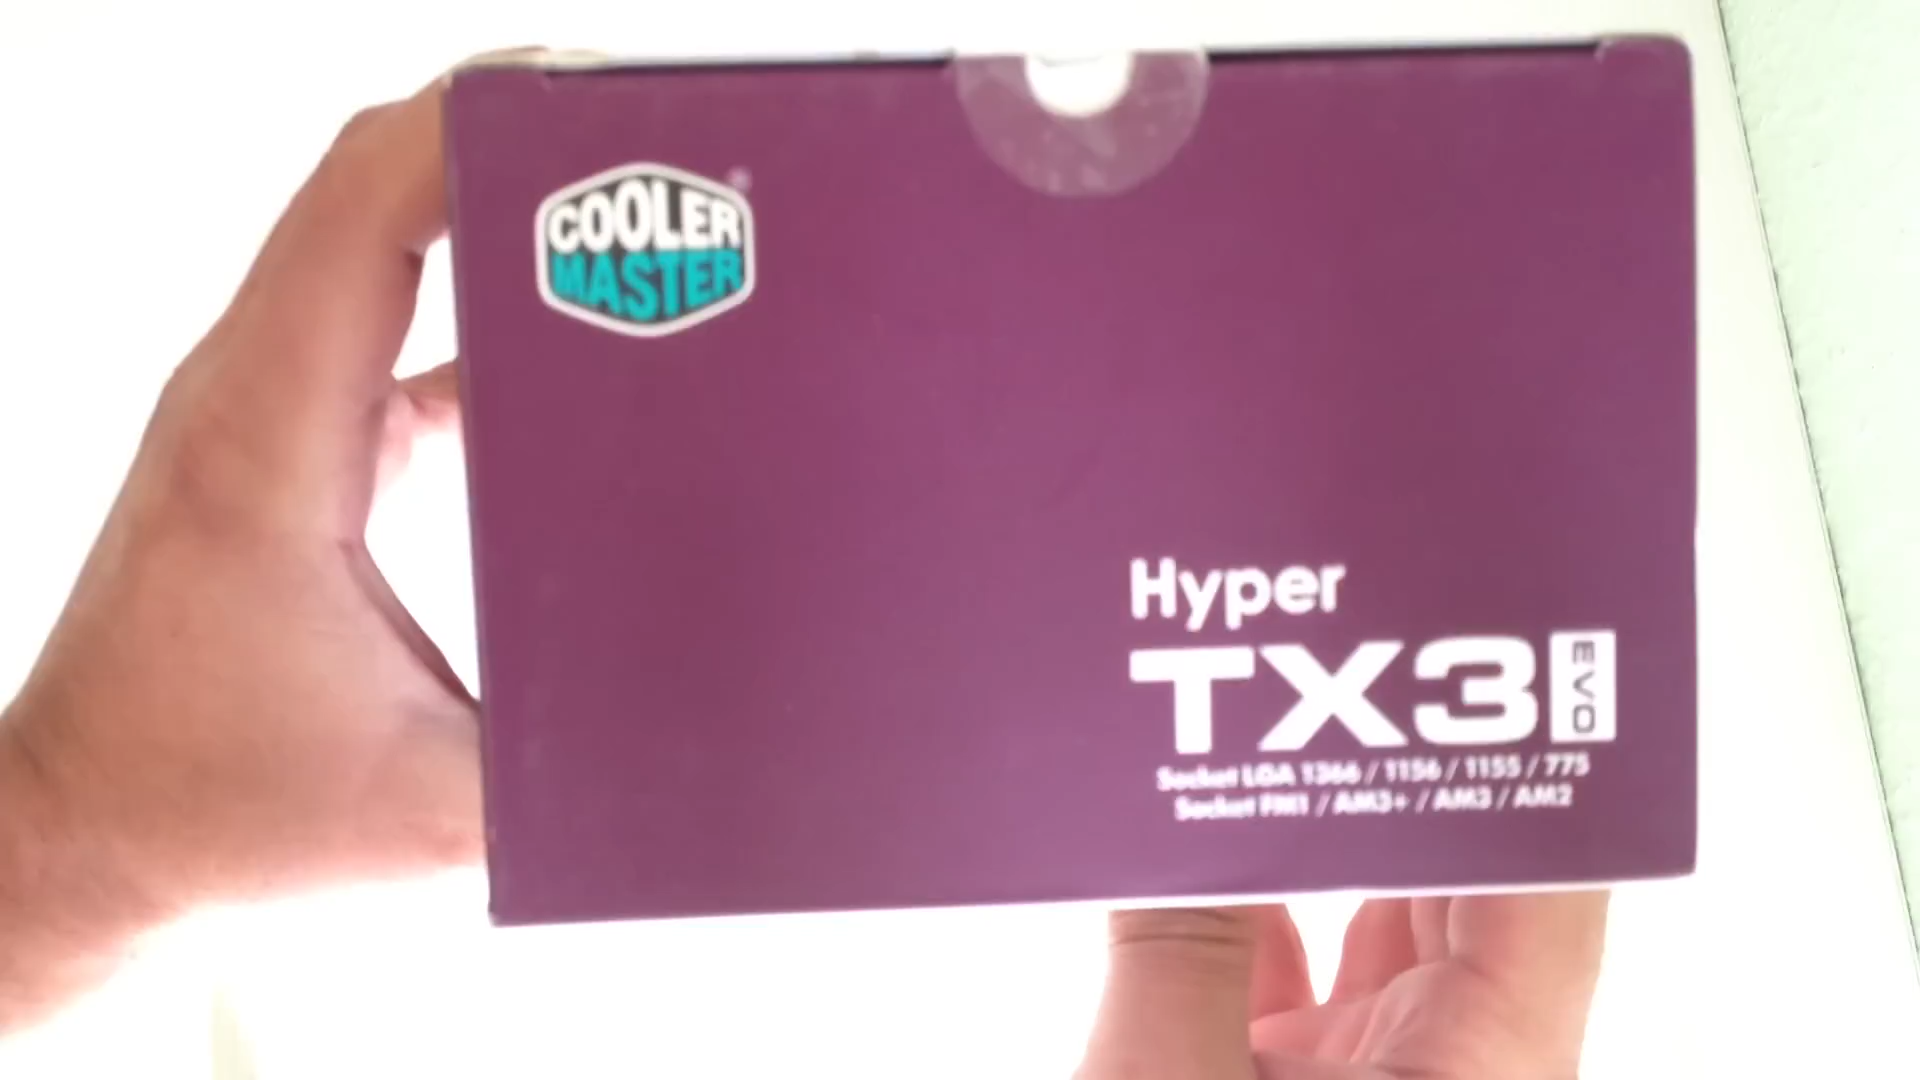 COOLER
MASTER
Hyper
TX3 EVO
Socket LGA 1366 / 1156 / 1155 / 775
Socket FM1 / AM3+ / AM3 / AM2